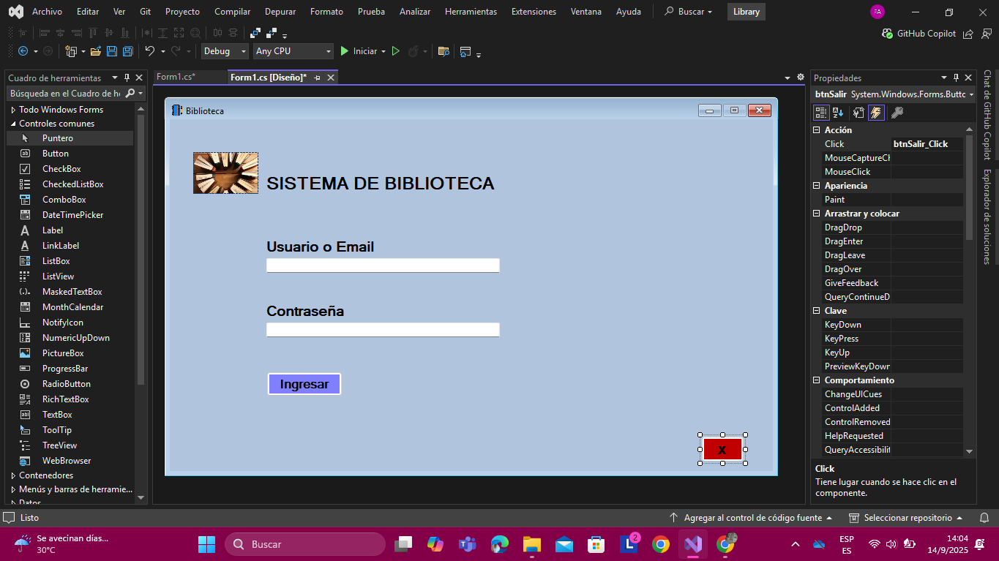 Archivo Editar Ver Git Proyecto Compilar Depurar Formato Prueba Analizar Herramientas Extensiones Ventana Ayuda Buscar Library FA
GitHub Copilot
Debug Any CPU Iniciar
Cuadro de herramientas
Búsqueda en el Cuadro de he
Todo Windows Forms
Controles comunes
Puntero
Button
CheckBox
CheckedListBox
ComboBox
DateTimePicker
Label
LinkLabel
ListBox
ListView
MaskedTextBox
MonthCalendar
NotifyIcon
NumericUpDown
PictureBox
ProgressBar
RadioButton
RichTextBox
TextBox
ToolTip
TreeView
WebBrowser
Contenedores
Menús y barras de herramie...
Datos
Form1.cs* Form1.cs [Diseño]*
Biblioteca
SISTEMA DE BIBLIOTECA
Usuario o Email
Contraseña
Ingresar
X
Propiedades
btnSalir System.Windows.Forms.Butto
Acción
Click btnSalir_Click
MouseCaptureCh
MouseClick
Apariencia
Paint
Arrastrar y colocar
DragDrop
DragEnter
DragLeave
DragOver
GiveFeedback
QueryContinueD
Clave
KeyDown
KeyPress
KeyUp
PreviewKeyDown
Comportamiento
ChangeUICues
ControlAdded
ControlRemoved
HelpRequested
QueryAccessibilit
Click
Tiene lugar cuando se hace clic en el
componente.
Chat de GitHub Copilot
Explorador de soluciones
Listo
Agregar al control de código fuente Seleccionar repositorio
Se avecinan días...
30°C
Buscar
2
ESP
ES
14:04
14/9/2025